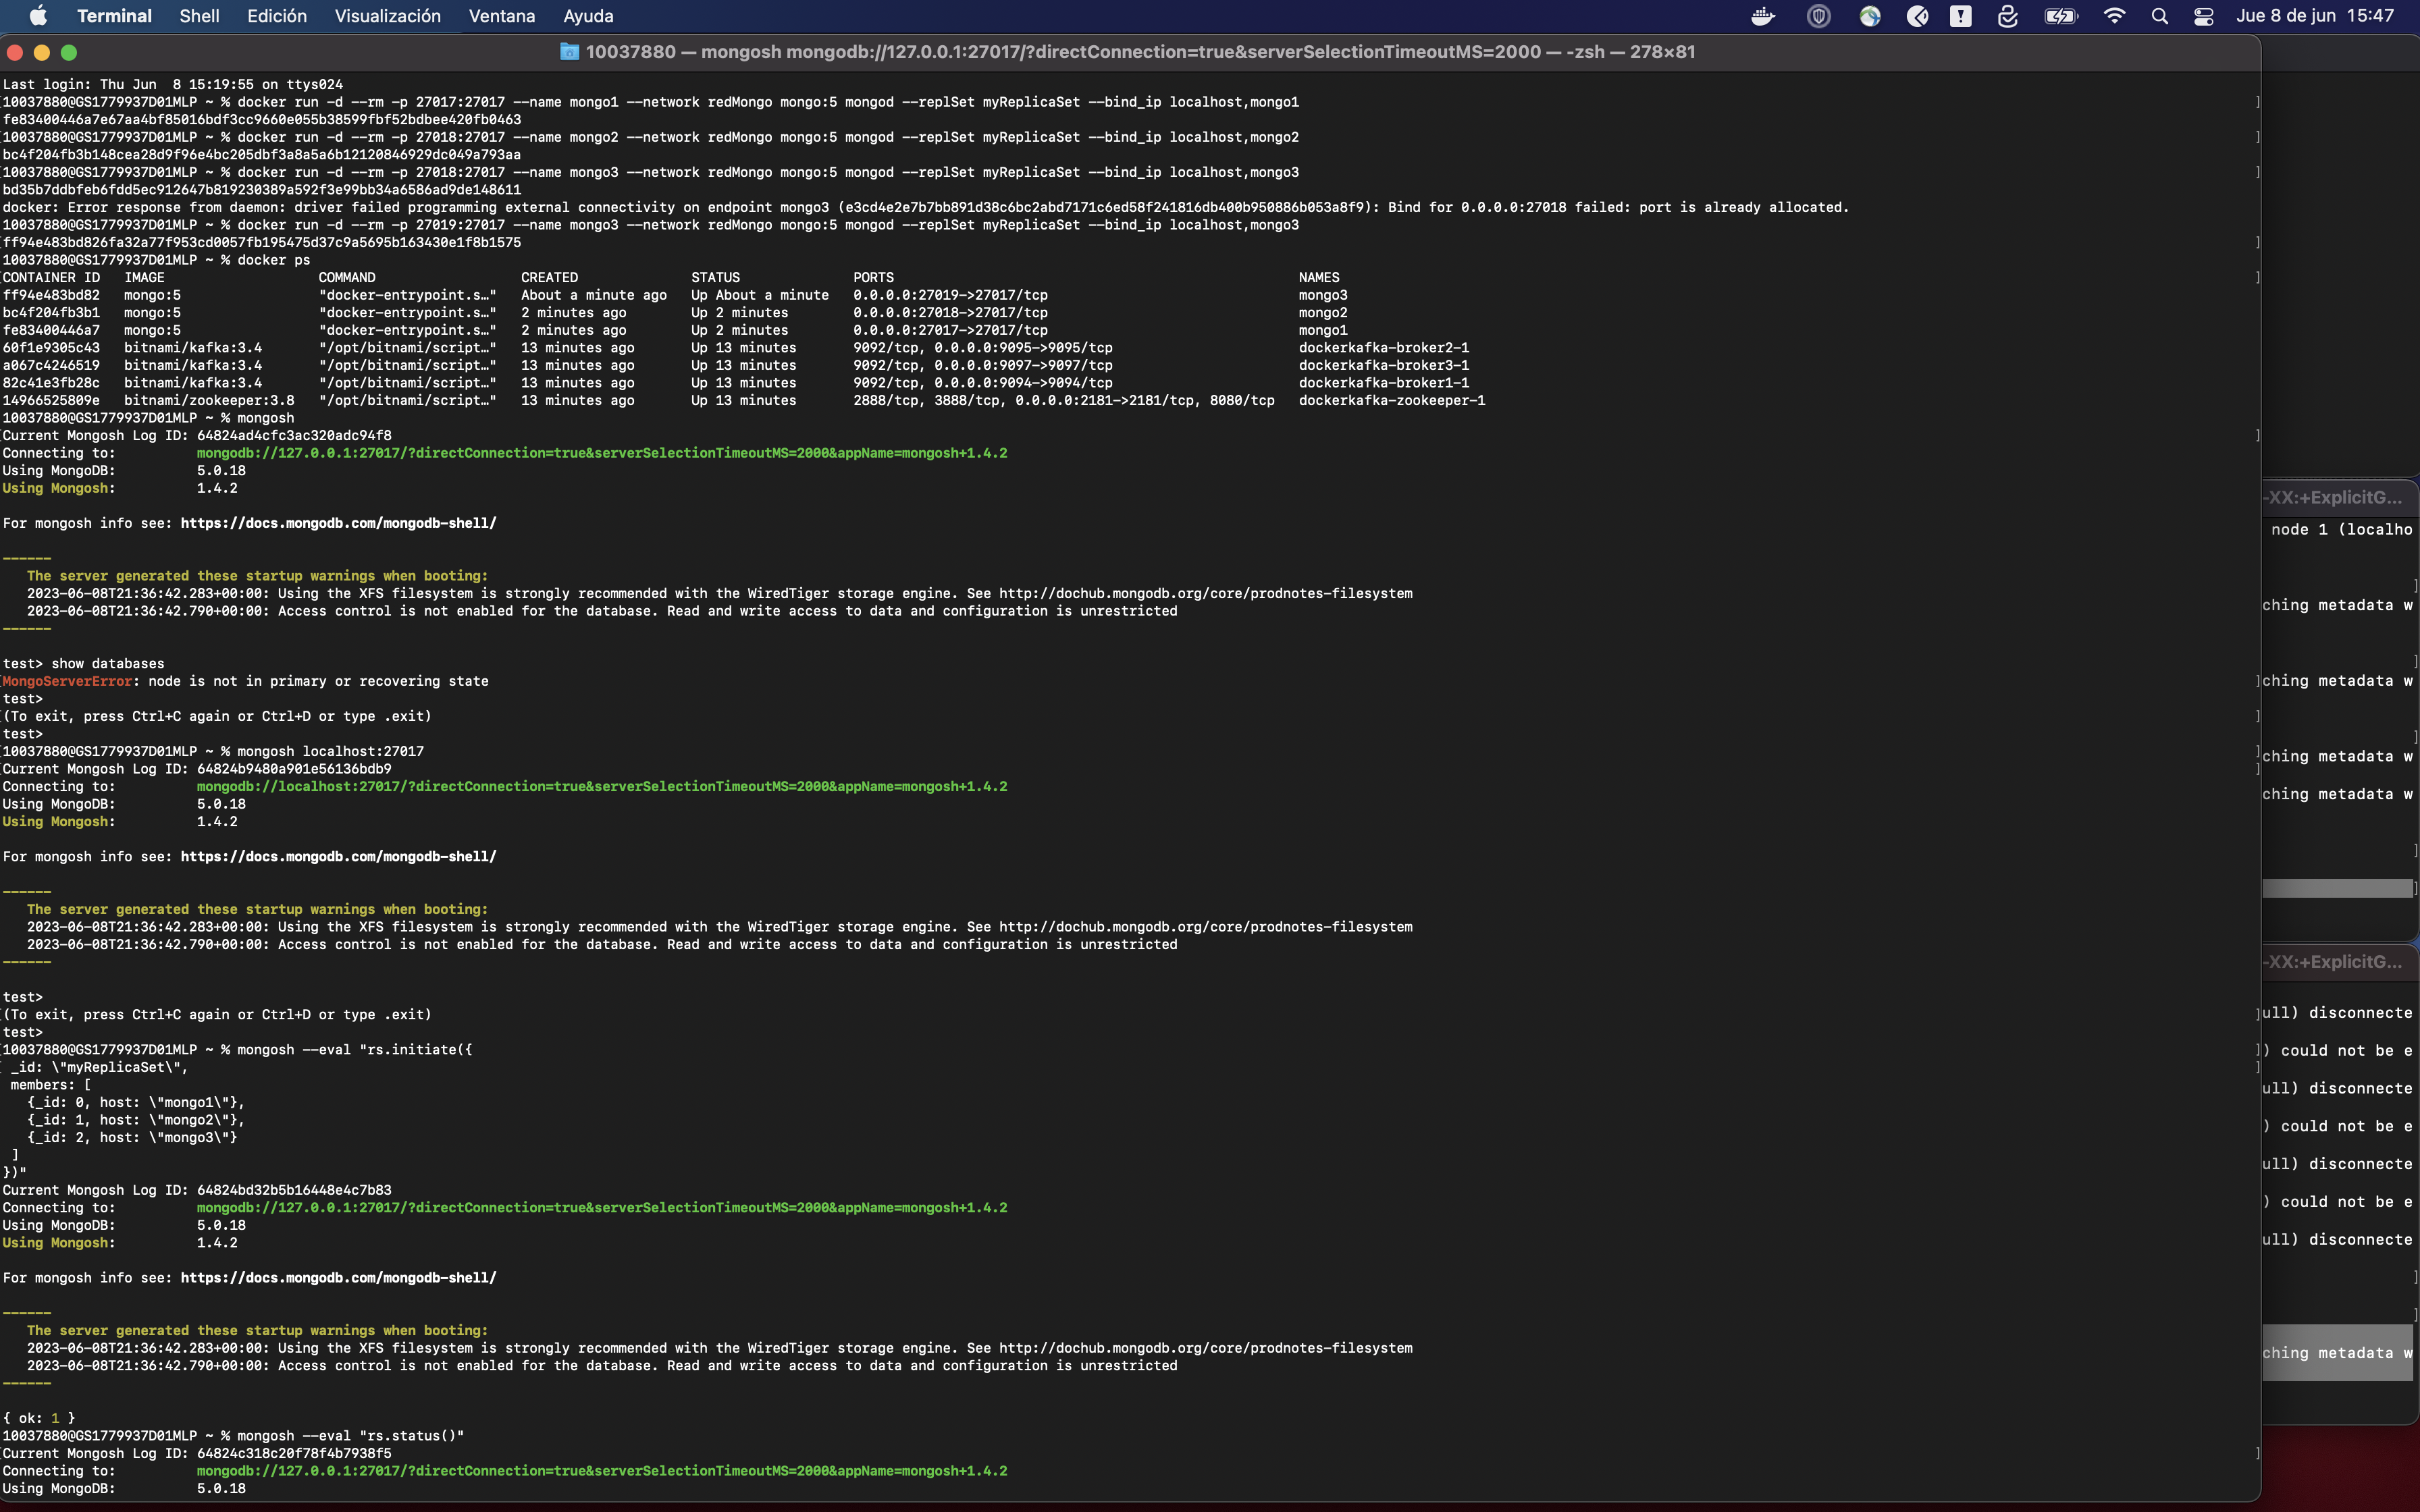 Terminal Shell Edición Visualización Ventana Ayuda Jue 8 de jun 15:47
10037880 — mongosh mongodb://127.0.0.1:27017/?directConnection=true&serverSelectionTimeoutMS=2000 — -zsh — 278×81
Last login: Thu Jun  8 15:19:55 on ttys024
[10037880@GS1779937D01MLP ~ % docker run -d --rm -p 27017:27017 --name mongo1 --network redMongo mongo:5 mongod --replSet myReplicaSet --bind_ip localhost,mongo1 ]
fe83400446a7e67aa4bf85016bdf3cc9660e055b38599fbf52bdbee420fb0463
[10037880@GS1779937D01MLP ~ % docker run -d --rm -p 27018:27017 --name mongo2 --network redMongo mongo:5 mongod --replSet myReplicaSet --bind_ip localhost,mongo2 ]
bc4f204fb3b148cea28d9f96e4bc205dbf3a8a5a6b12120846929dc049a793aa
[10037880@GS1779937D01MLP ~ % docker run -d --rm -p 27018:27017 --name mongo3 --network redMongo mongo:5 mongod --replSet myReplicaSet --bind_ip localhost,mongo3 ]
bd35b7ddbfeb6fdd5ec912647b819230389a592f3e99bb34a6586ad9de148611
docker: Error response from daemon: driver failed programming external connectivity on endpoint mongo3 (e3cd4e2e7b7bb891d38c6bc2abd7171c6ed58f241816db400b950886b053a8f9): Bind for 0.0.0.0:27018 failed: port is already allocated.
10037880@GS1779937D01MLP ~ % docker run -d --rm -p 27019:27017 --name mongo3 --network redMongo mongo:5 mongod --replSet myReplicaSet --bind_ip localhost,mongo3
[ff94e483bd826fa32a77f953cd0057fb195475d37c9a5695b163430e1f8b1575 ]
10037880@GS1779937D01MLP ~ % docker ps
[CONTAINER ID   IMAGE                   COMMAND                  CREATED              STATUS              PORTS                                                  NAMES ]
ff94e483bd82   mongo:5                 "docker-entrypoint.s…"   About a minute ago   Up About a minute   0.0.0.0:27019->27017/tcp                               mongo3
bc4f204fb3b1   mongo:5                 "docker-entrypoint.s…"   2 minutes ago        Up 2 minutes        0.0.0.0:27018->27017/tcp                               mongo2
fe83400446a7   mongo:5                 "docker-entrypoint.s…"   2 minutes ago        Up 2 minutes        0.0.0.0:27017->27017/tcp                               mongo1
60f1e9305c43   bitnami/kafka:3.4       "/opt/bitnami/script…"   13 minutes ago       Up 13 minutes       9092/tcp, 0.0.0.0:9095->9095/tcp                       dockerkafka-broker2-1
a067c4246519   bitnami/kafka:3.4       "/opt/bitnami/script…"   13 minutes ago       Up 13 minutes       9092/tcp, 0.0.0.0:9097->9097/tcp                       dockerkafka-broker3-1
82c41e3fb28c   bitnami/kafka:3.4       "/opt/bitnami/script…"   13 minutes ago       Up 13 minutes       9092/tcp, 0.0.0.0:9094->9094/tcp                       dockerkafka-broker1-1
14966525809e   bitnami/zookeeper:3.8   "/opt/bitnami/script…"   13 minutes ago       Up 13 minutes       2888/tcp, 3888/tcp, 0.0.0.0:2181->2181/tcp, 8080/tcp   dockerkafka-zookeeper-1
10037880@GS1779937D01MLP ~ % mongosh
[Current Mongosh Log ID: 64824ad4cfc3ac320adc94f8 ]
Connecting to:          mongodb://127.0.0.1:27017/?directConnection=true&serverSelectionTimeoutMS=2000&appName=mongosh+1.4.2
Using MongoDB:          5.0.18
Using Mongosh:          1.4.2
For mongosh info see: https://docs.mongodb.com/mongodb-shell/
------
The server generated these startup warnings when booting:
2023-06-08T21:36:42.283+00:00: Using the XFS filesystem is strongly recommended with the WiredTiger storage engine. See http://dochub.mongodb.org/core/prodnotes-filesystem
2023-06-08T21:36:42.790+00:00: Access control is not enabled for the database. Read and write access to data and configuration is unrestricted
------
test> show databases
[MongoServerError: node is not in primary or recovering state ]
test>
[(To exit, press Ctrl+C again or Ctrl+D or type .exit) ]
test>
[10037880@GS1779937D01MLP ~ % mongosh localhost:27017 ]
[Current Mongosh Log ID: 64824b9480a901e56136bdb9 ]
Connecting to:          mongodb://localhost:27017/?directConnection=true&serverSelectionTimeoutMS=2000&appName=mongosh+1.4.2
Using MongoDB:          5.0.18
Using Mongosh:          1.4.2
For mongosh info see: https://docs.mongodb.com/mongodb-shell/
------
The server generated these startup warnings when booting:
2023-06-08T21:36:42.283+00:00: Using the XFS filesystem is strongly recommended with the WiredTiger storage engine. See http://dochub.mongodb.org/core/prodnotes-filesystem
2023-06-08T21:36:42.790+00:00: Access control is not enabled for the database. Read and write access to data and configuration is unrestricted
------
test>
[(To exit, press Ctrl+C again or Ctrl+D or type .exit) ]
test>
[10037880@GS1779937D01MLP ~ % mongosh --eval "rs.initiate({ ]
[ _id: \"myReplicaSet\", ]
members: [
{_id: 0, host: \"mongo1\"},
{_id: 1, host: \"mongo2\"},
{_id: 2, host: \"mongo3\"}
]
})"
Current Mongosh Log ID: 64824bd32b5b16448e4c7b83
Connecting to:          mongodb://127.0.0.1:27017/?directConnection=true&serverSelectionTimeoutMS=2000&appName=mongosh+1.4.2
Using MongoDB:          5.0.18
Using Mongosh:          1.4.2
For mongosh info see: https://docs.mongodb.com/mongodb-shell/
------
The server generated these startup warnings when booting:
2023-06-08T21:36:42.283+00:00: Using the XFS filesystem is strongly recommended with the WiredTiger storage engine. See http://dochub.mongodb.org/core/prodnotes-filesystem
2023-06-08T21:36:42.790+00:00: Access control is not enabled for the database. Read and write access to data and configuration is unrestricted
------
{ ok: 1 }
10037880@GS1779937D01MLP ~ % mongosh --eval "rs.status()"
[Current Mongosh Log ID: 64824c318c20f78f4b7938f5 ]
Connecting to:          mongodb://127.0.0.1:27017/?directConnection=true&serverSelectionTimeoutMS=2000&appName=mongosh+1.4.2
Using MongoDB:          5.0.18
-XX:+ExplicitG...
node 1 (localho
]
ching metadata w
]
ching metadata w
]
ching metadata w
ching metadata w
]
]
-XX:+ExplicitG...
ull) disconnecte
) could not be e
ull) disconnecte
) could not be e
ull) disconnecte
) could not be e
ull) disconnecte
]
]
ching metadata w